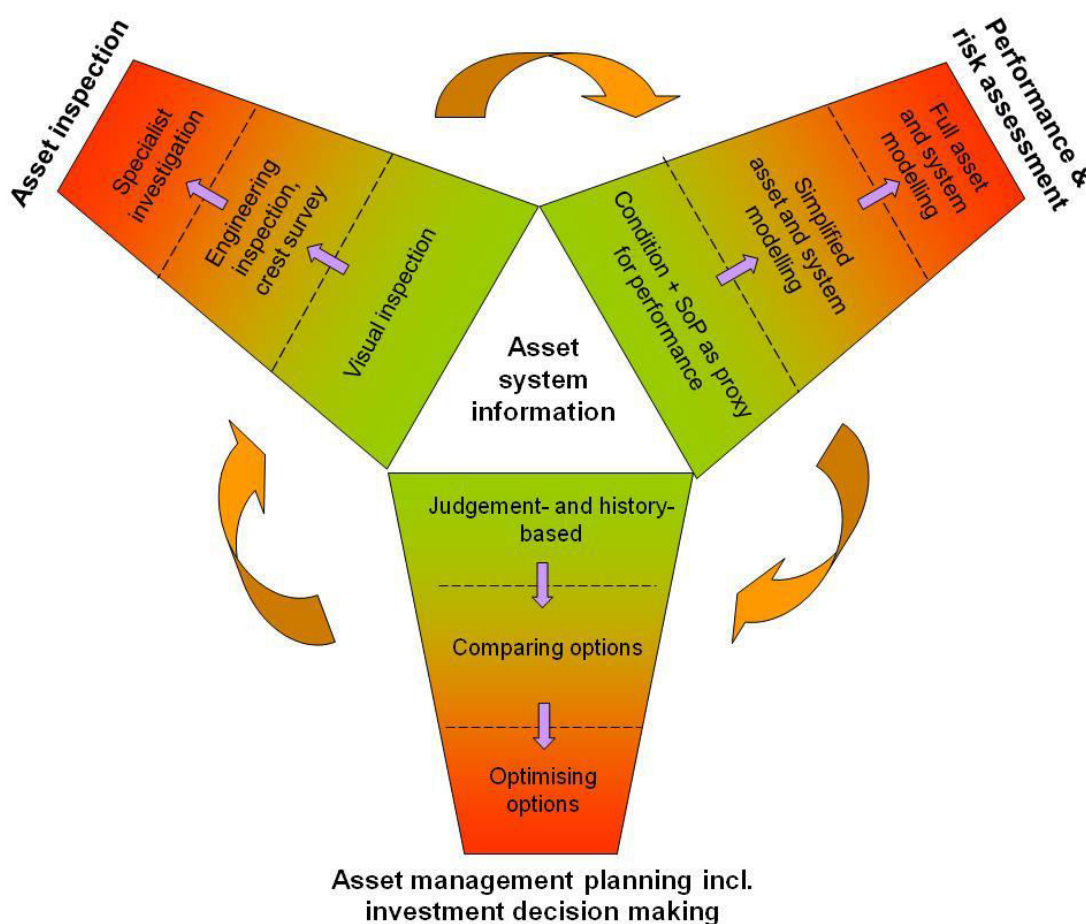 Asset inspection
Specialist
investigation
Engineering
inspection,
crest survey
Visual inspection
Performance &
risk assessment
Full asset
and system
modelling
Simplified
asset and system
modelling
Condition + SoP as proxy
for performance
Asset
system
information
Judgement- and history-
based
Comparing options
Optimising
options
Asset management planning incl.
investment decision making